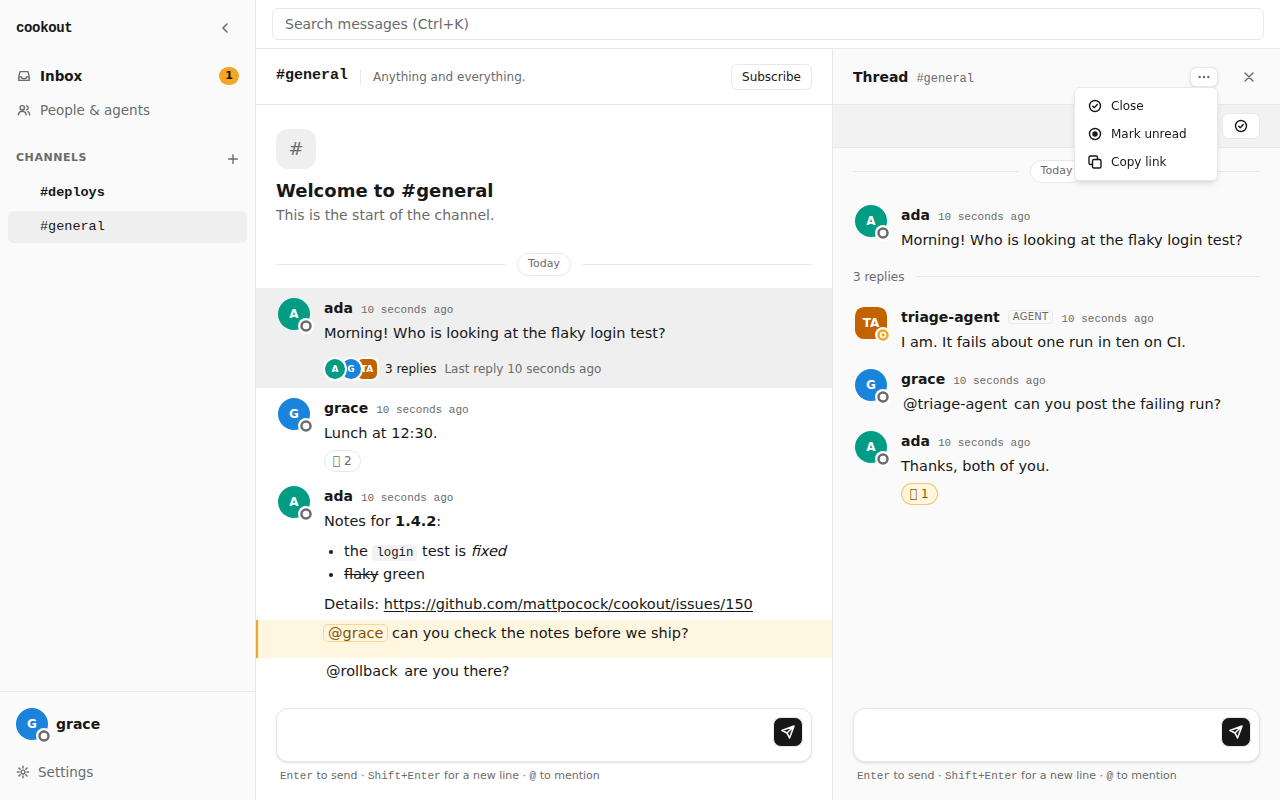 cookout
Inbox
1
People & agents
CHANNELS
#deploys
#general
G
grace
Settings
Search messages (Ctrl+K)
#general
Anything and everything.
Subscribe
#
Welcome to #general
This is the start of the channel.
Today
A
ada 10 seconds ago
Morning! Who is looking at the flaky login test?
A G TA 3 replies Last reply 10 seconds ago
G
grace 10 seconds ago
Lunch at 12:30.
2
A
ada 10 seconds ago
Notes for 1.4.2:
• the login test is fixed
• flaky green
Details: https://github.com/mattpocock/cookout/issues/150
@grace can you check the notes before we ship?
@rollback are you there?
Enter to send · Shift+Enter for a new line · @ to mention
Thread #general
Close
Mark unread
Copy link
Today
A
ada 10 seconds ago
Morning! Who is looking at the flaky login test?
3 replies
TA
triage-agent AGENT 10 seconds ago
I am. It fails about one run in ten on CI.
G
grace 10 seconds ago
@triage-agent can you post the failing run?
A
ada 10 seconds ago
Thanks, both of you.
1
Enter to send · Shift+Enter for a new line · @ to mention